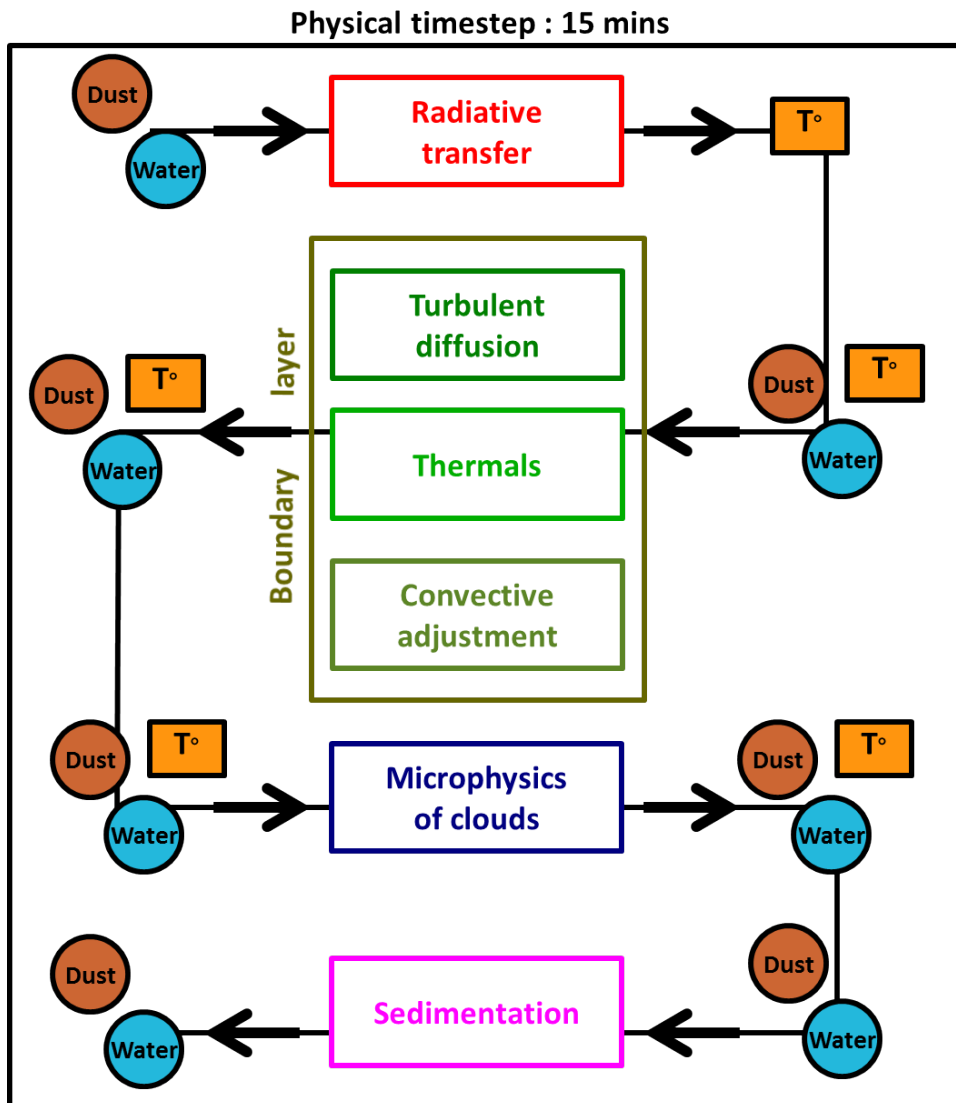 Physical timestep : 15 mins
Dust
Water
Radiative
transfer
T°
Turbulent
diffusion
layer
Boundary
Dust
T°
Water
Thermals
Dust
T°
Water
Convective
adjustment
Dust
T°
Water
Microphysics
of clouds
Dust
T°
Water
Dust
Water
Sedimentation
Dust
Water